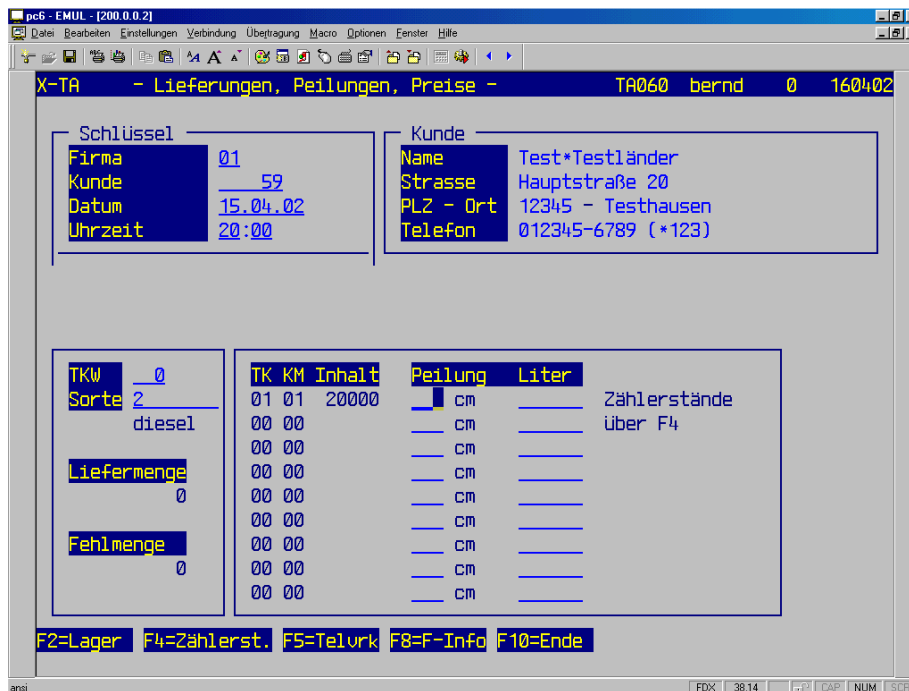 pc6 - EMUL - [200.0.0.2]
Datei Bearbeiten Einstellungen Verbindung Übertragung Macro Optionen Fenster Hilfe
X-TA - Lieferungen, Peilungen, Preise - TA060 bernd 0 160402
Schlüssel
Firma 01
Kunde 59
Datum 15.04.02
Uhrzeit 20:00
Kunde
Name Test*Testländer
Strasse Hauptstraße 20
PLZ - Ort 12345 - Testhausen
Telefon 012345-6789 (*123)
TKW 0
Sorte 2
diesel
Liefermenge
0
Fehlmenge
0
TK KM Inhalt Peilung Liter
01 01 20000 cm Zählerstände
00 00 cm über F4
00 00 cm
00 00 cm
00 00 cm
00 00 cm
00 00 cm
00 00 cm
00 00 cm
F2=Lager F4=Zählerst. F5=Telvrk F8=F-Info F10=Ende
ansi FDX 38,14 CAP NUM SCR